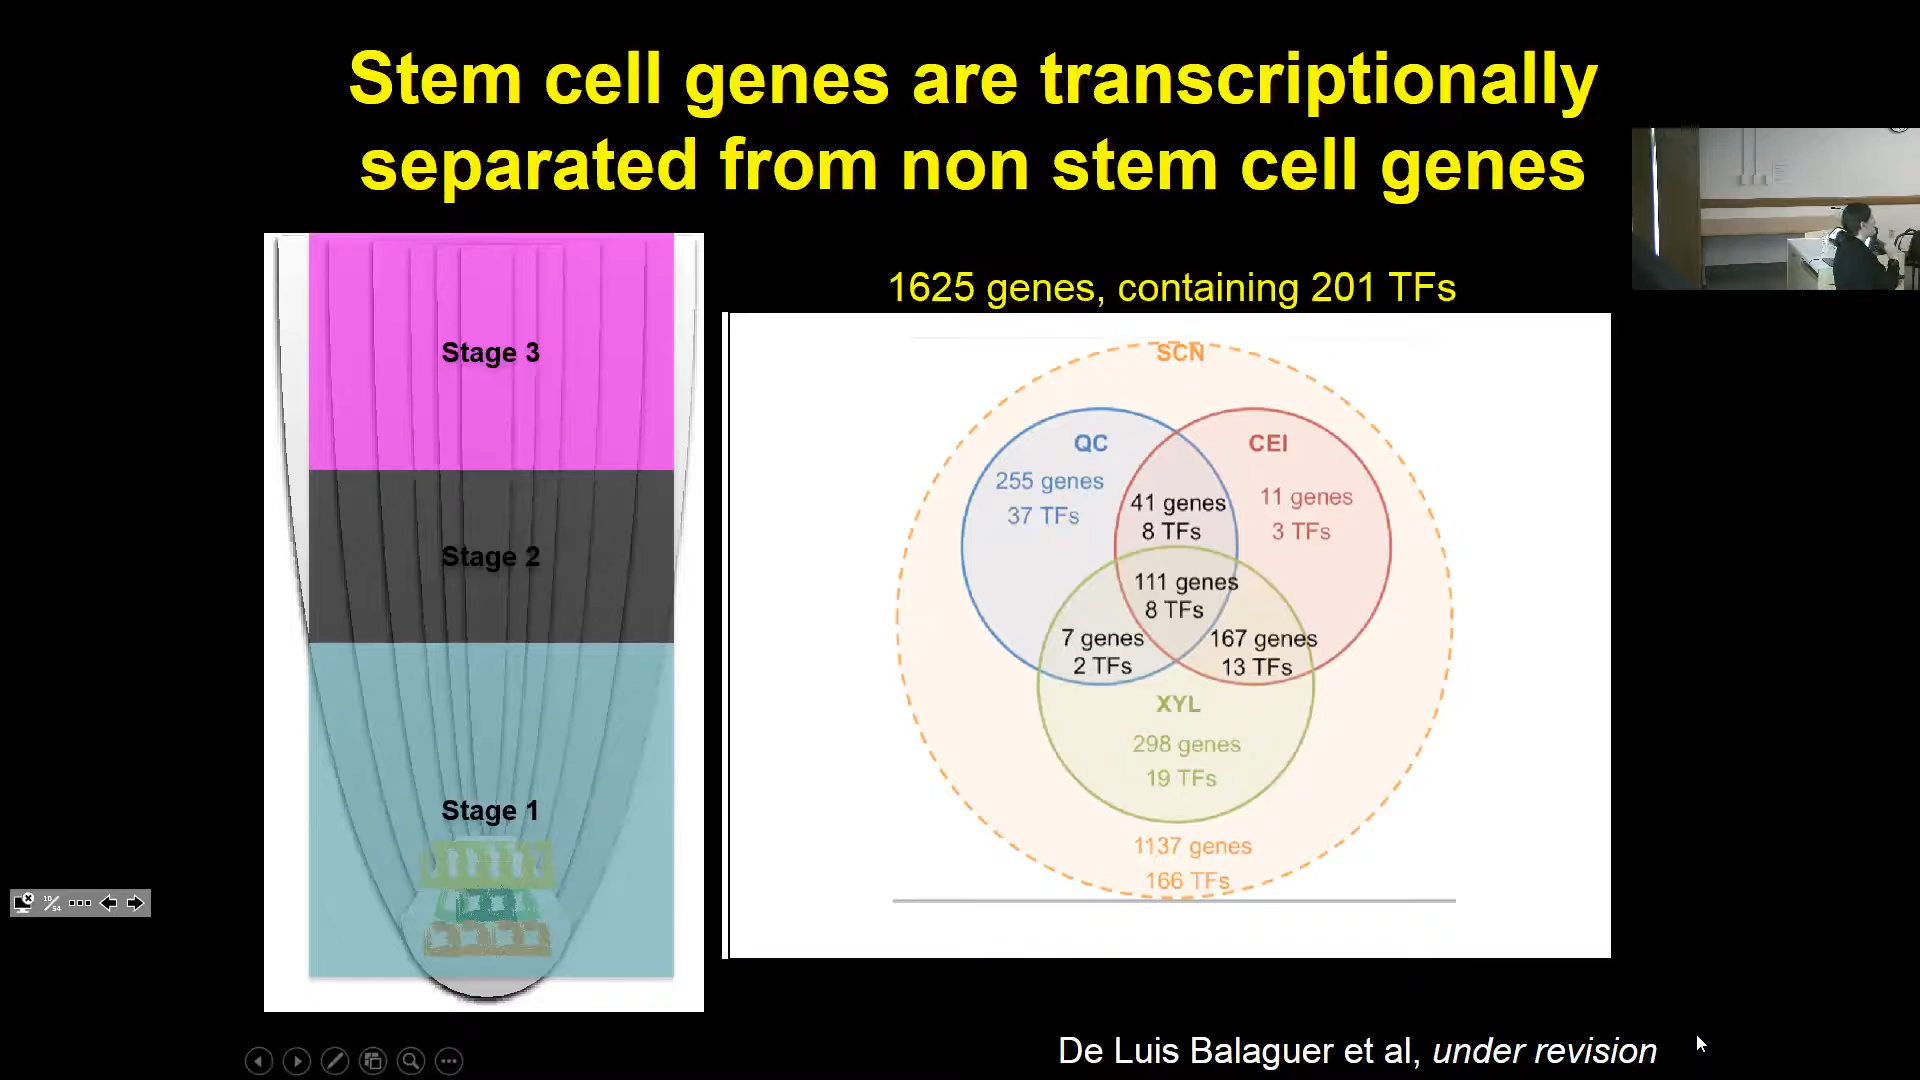 Stem cell genes are transcriptionally
separated from non stem cell genes
1625 genes, containing 201 TFs
Stage 3
Stage 2
Stage 1
SCN
QC
255 genes
37 TFs
CEI
11 genes
3 TFs
41 genes
8 TFs
111 genes
8 TFs
7 genes
2 TFs
167 genes
13 TFs
XYL
298 genes
19 TFs
1137 genes
166 TFs
10/54
De Luis Balaguer et al, under revision